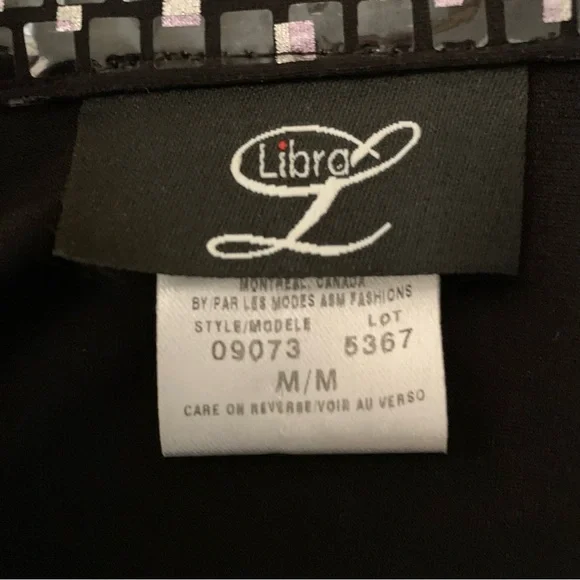 Libra
L
MONTREAL, CANADA
BY/PAR LES MODES ASM FASHIONS
STYLE/MODELE LOT
09073 5367
M/M
CARE ON REVERSE/VOIR AU VERSO